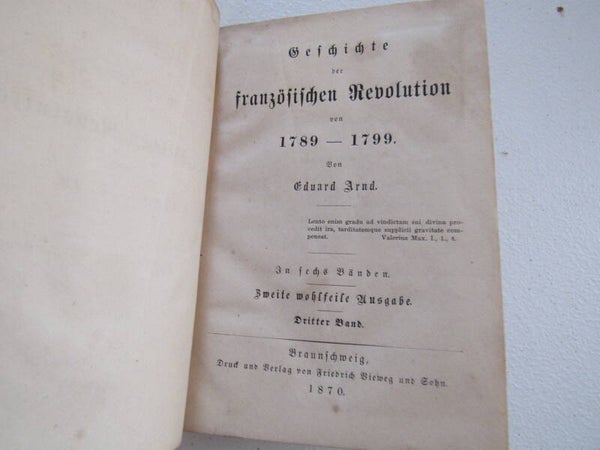 Geschichte
der
französischen Revolution
von
1789 — 1799.
Von
Eduard Arnd.
Lento enim gradu ad vindictam sui divina pro-
cedit ira, tarditatemque supplicii gravitate com-
pensat. Valerius Max. I., 1., 4.
In sechs Bänden.
Zweite wohlfeile Ausgabe.
Dritter Band.
Braunschweig,
Druck und Verlag von Friedrich Vieweg und Sohn.
1870.